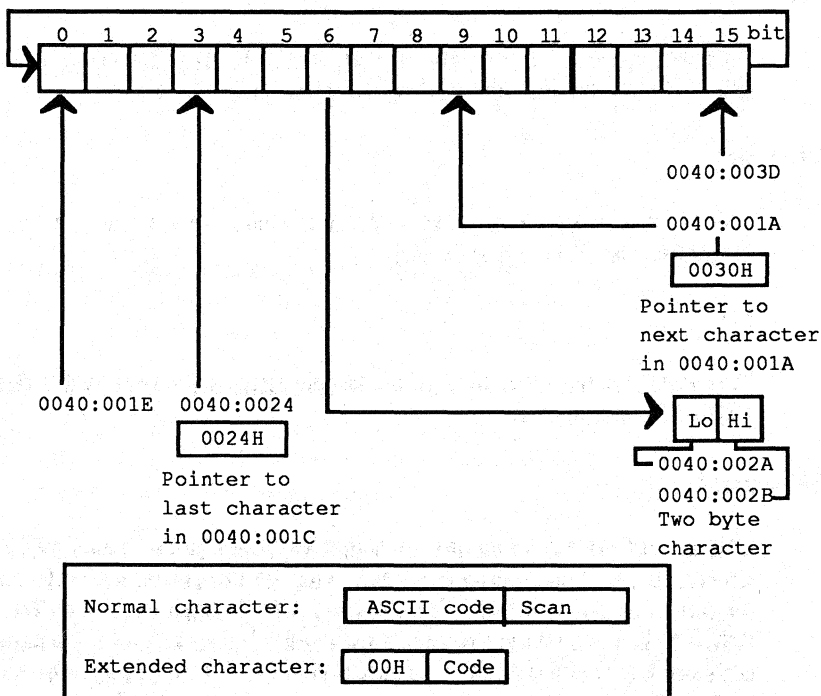 0 1 2 3 4 5 6 7 8 9 10 11 12 13 14 15 bit
0040:003D
0040:001A
0030H
Pointer to
next character
in 0040:001A
0040:001E 0040:0024
0024H
Pointer to
last character
in 0040:001C
Lo Hi
0040:002A
0040:002B
Two byte
character
Normal character: ASCII code Scan
Extended character: 00H Code